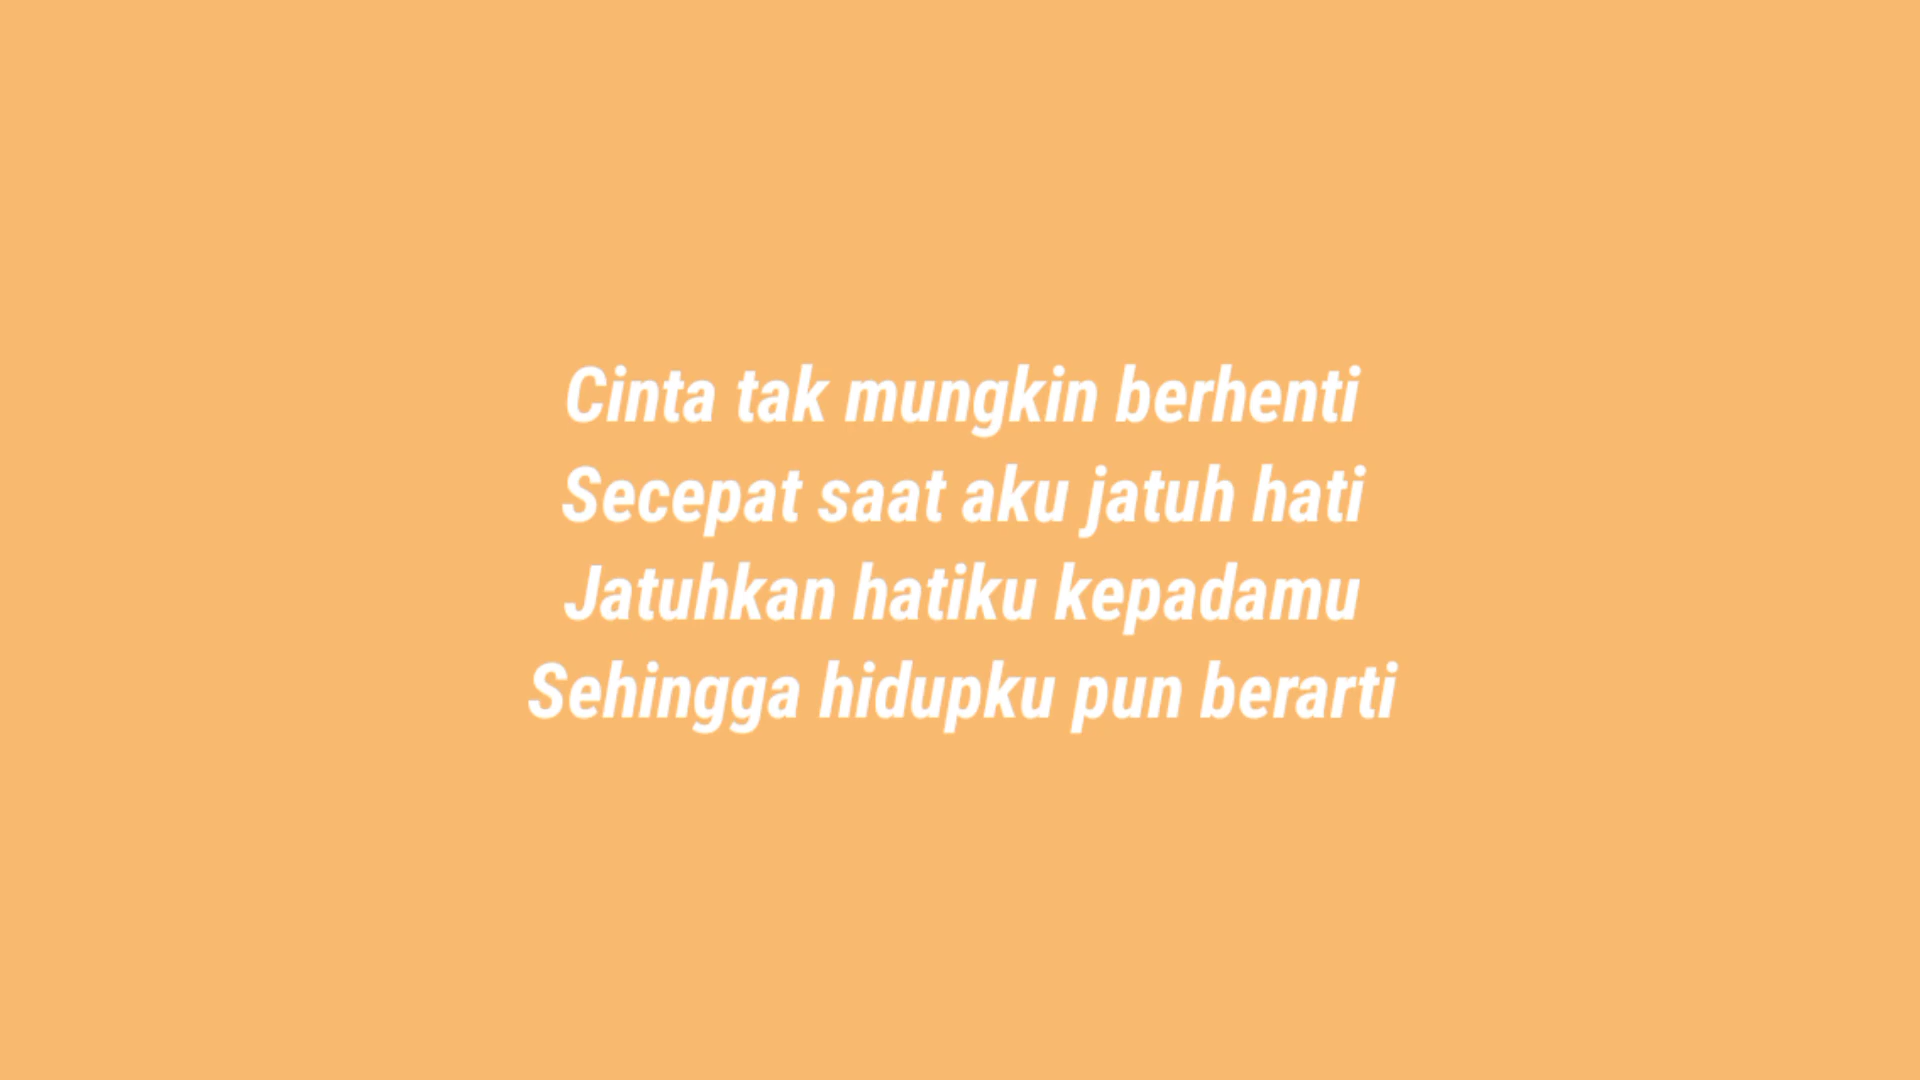 Cinta tak mungkin berhenti
Secepat saat aku jatuh hati
Jatuhkan hatiku kepadamu
Sehingga hidupku pun berarti